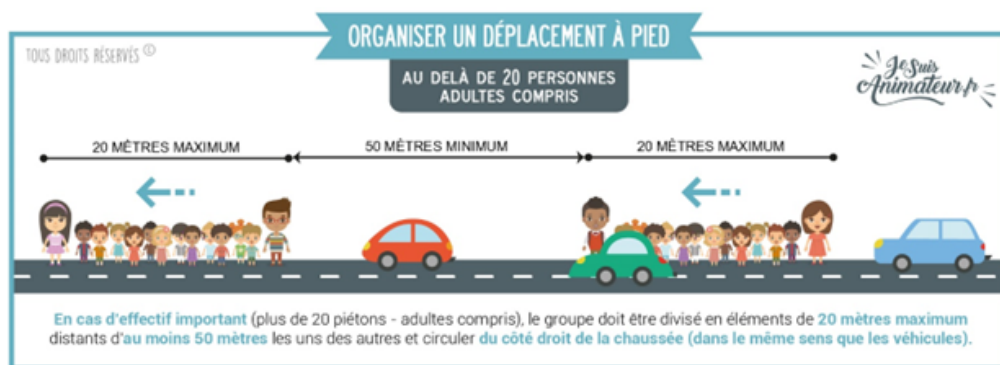 ORGANISER UN DÉPLACEMENT À PIED
TOUS DROITS RÉSERVÉS ©
AU DELÀ DE 20 PERSONNES
ADULTES COMPRIS
JeSuis
Animateur.fr
20 MÈTRES MAXIMUM
50 MÈTRES MINIMUM
20 MÈTRES MAXIMUM
En cas d'effectif important (plus de 20 piétons - adultes compris), le groupe doit être divisé en éléments de 20 mètres maximum
distants d'au moins 50 mètres les uns des autres et circuler du côté droit de la chaussée (dans le même sens que les véhicules).